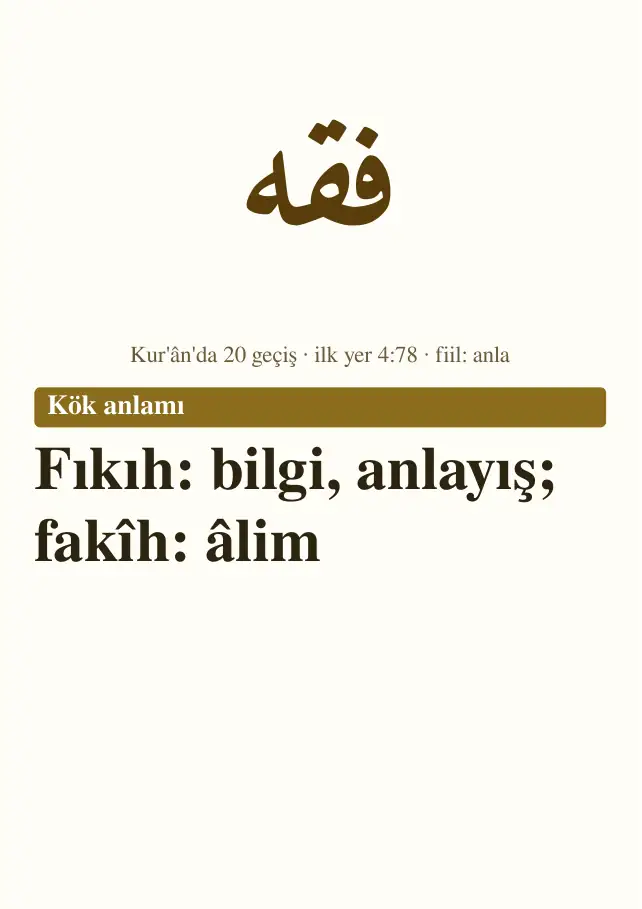 فقه
Kur'ân'da 20 geçiş · ilk yer 4:78 · fiil: anla
Kök anlamı
Fıkıh: bilgi, anlayış;
fakîh: âlim